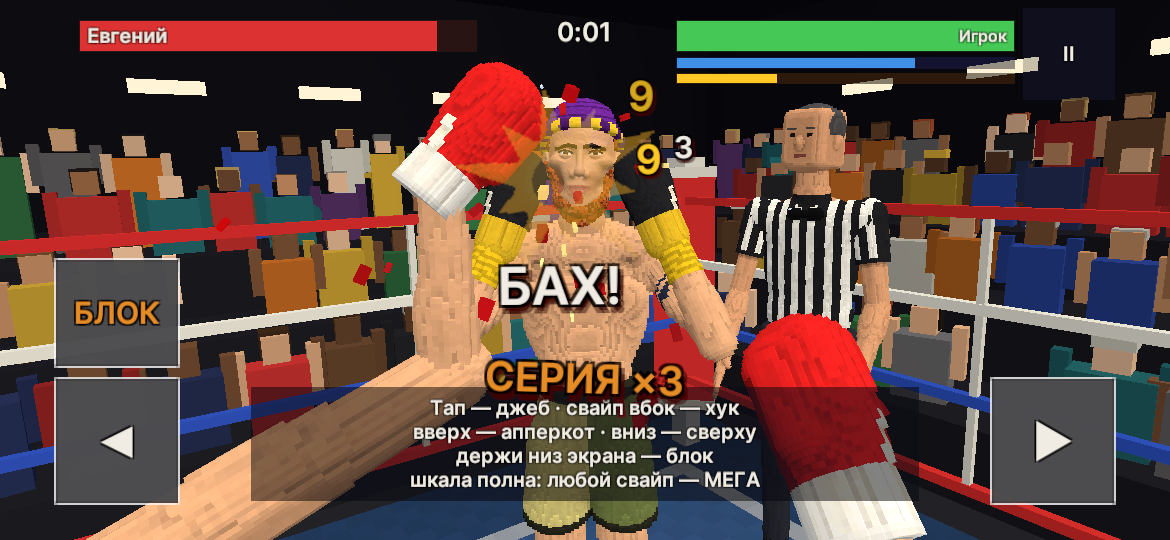 Евгений
0:01
Игрок
9
9
3
БЛОК
БАХ!
СЕРИЯ ×3
Тап — джеб · свайп вбок — хук
вверх — апперкот · вниз — сверху
держи низ экрана — блок
шкала полна: любой свайп — МЕГА